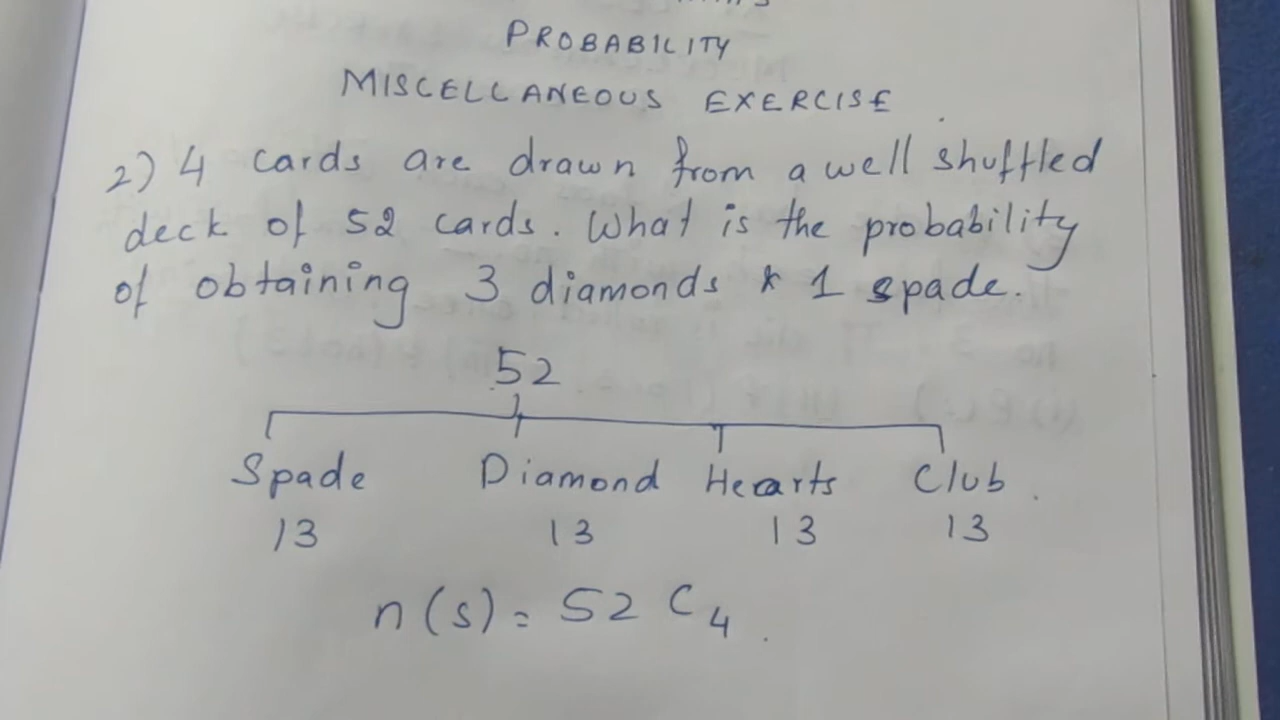 PROBABILITY
MISCELLANEOUS EXERCISE
2) 4 cards are drawn from a well shuffled
deck of 52 cards. What is the probability
of obtaining 3 diamonds & 1 spade.
52
Spade Diamond Hearts Club
13 13 13 13
n(s) = 52 C₄